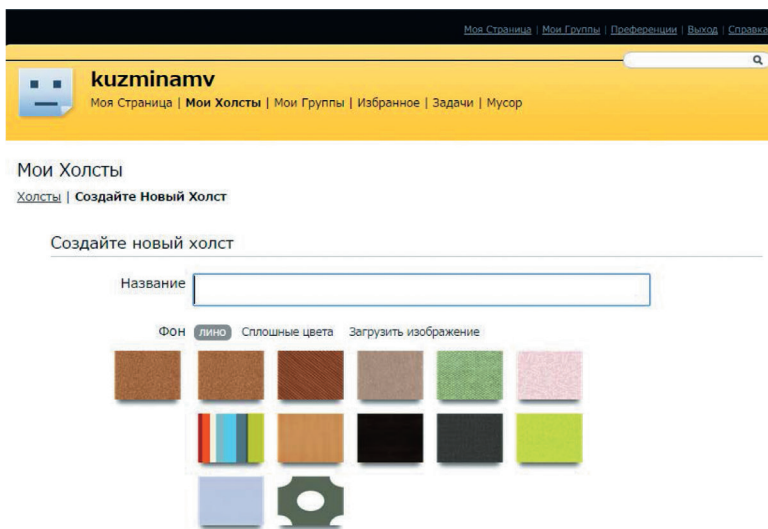 Моя Страница | Мои Группы | Преференции | Выход | Справка
kuzminamv
Моя Страница | Мои Холсты | Мои Группы | Избранное | Задачи | Мусор
Мои Холсты
Холсты | Создайте Новый Холст
Создайте новый холст
Название
Фон лино Сплошные цвета Загрузить изображение